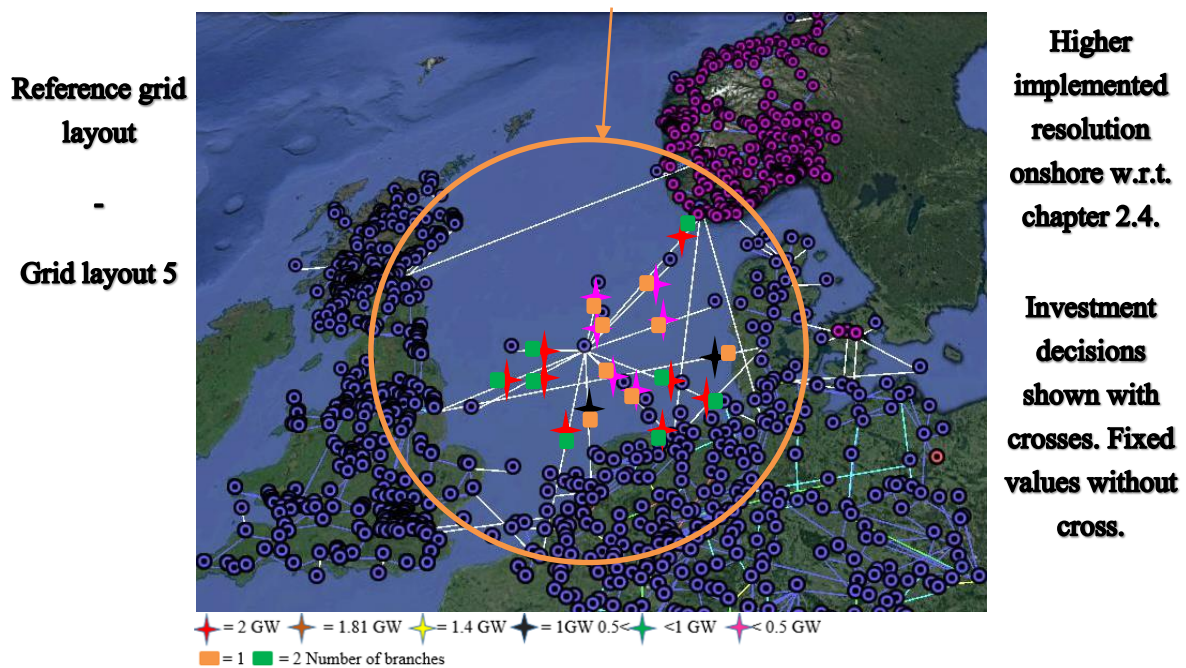 Reference grid
layout
-
Grid layout 5
Higher
implemented
resolution
onshore w.r.t.
chapter 2.4.
Investment
decisions
shown with
crosses. Fixed
values without
cross.
= 2 GW = 1.81 GW = 1.4 GW = 1GW 0.5< <1 GW < 0.5 GW
= 1 = 2 Number of branches